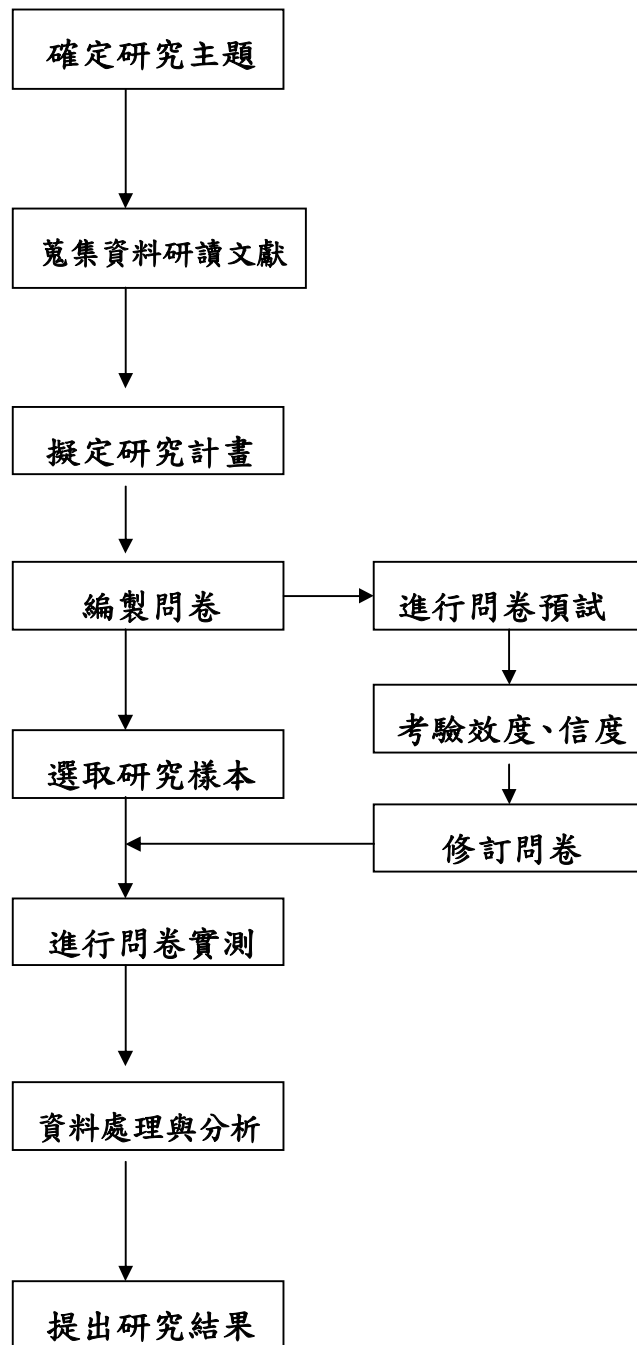 確定研究主題
蒐集資料研讀文獻
擬定研究計畫
編製問卷
進行問卷預試
考驗效度、信度
選取研究樣本
修訂問卷
進行問卷實測
資料處理與分析
提出研究結果